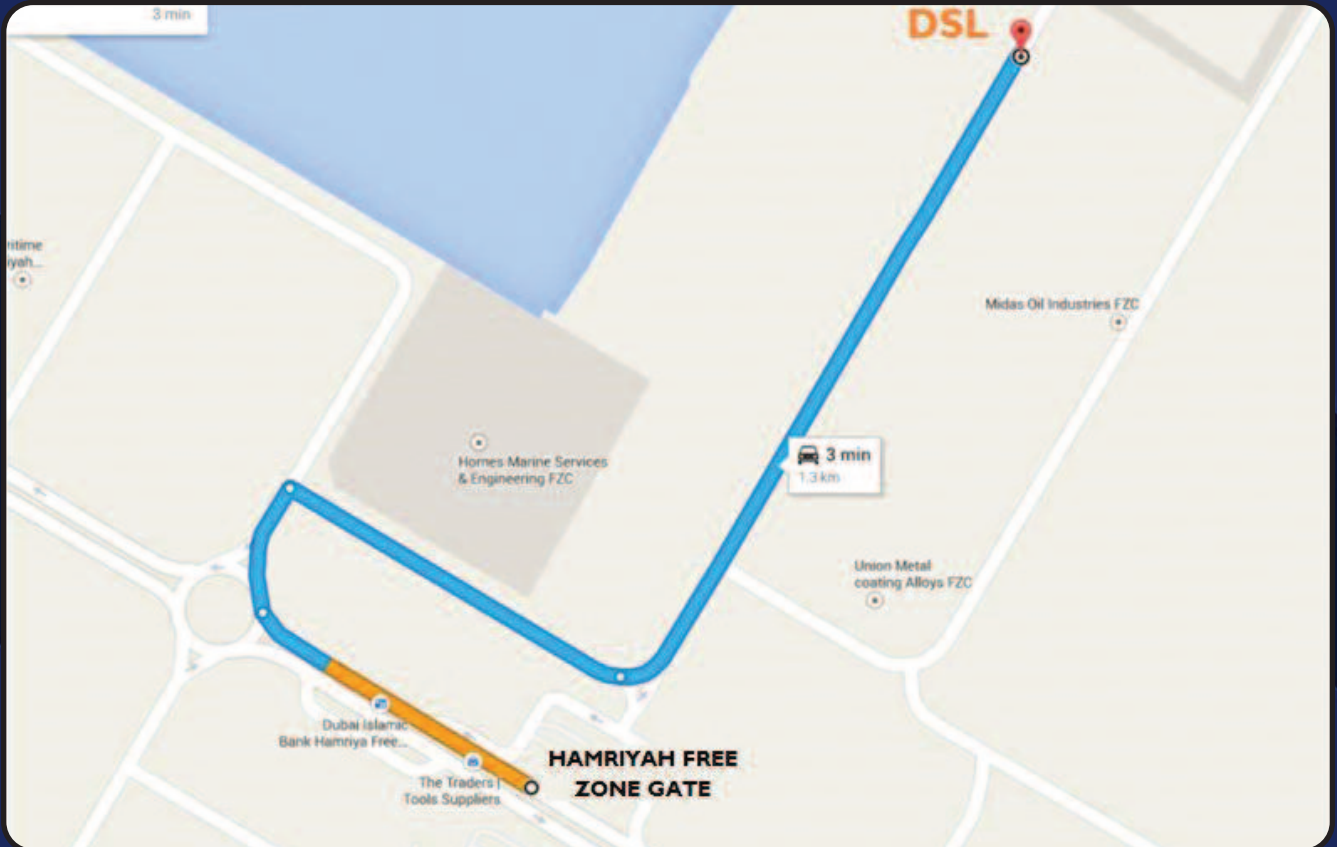 3 min
DSL
ritime
iyah...
Midas Oil Industries FZC
3 min
1.3 km
Homes Marine Services
& Engineering FZC
Union Metal
coating Alloys FZC
Dubai Islamic
Bank Hamriya Free...
HAMRIYAH FREE
ZONE GATE
The Traders |
Tools Suppliers